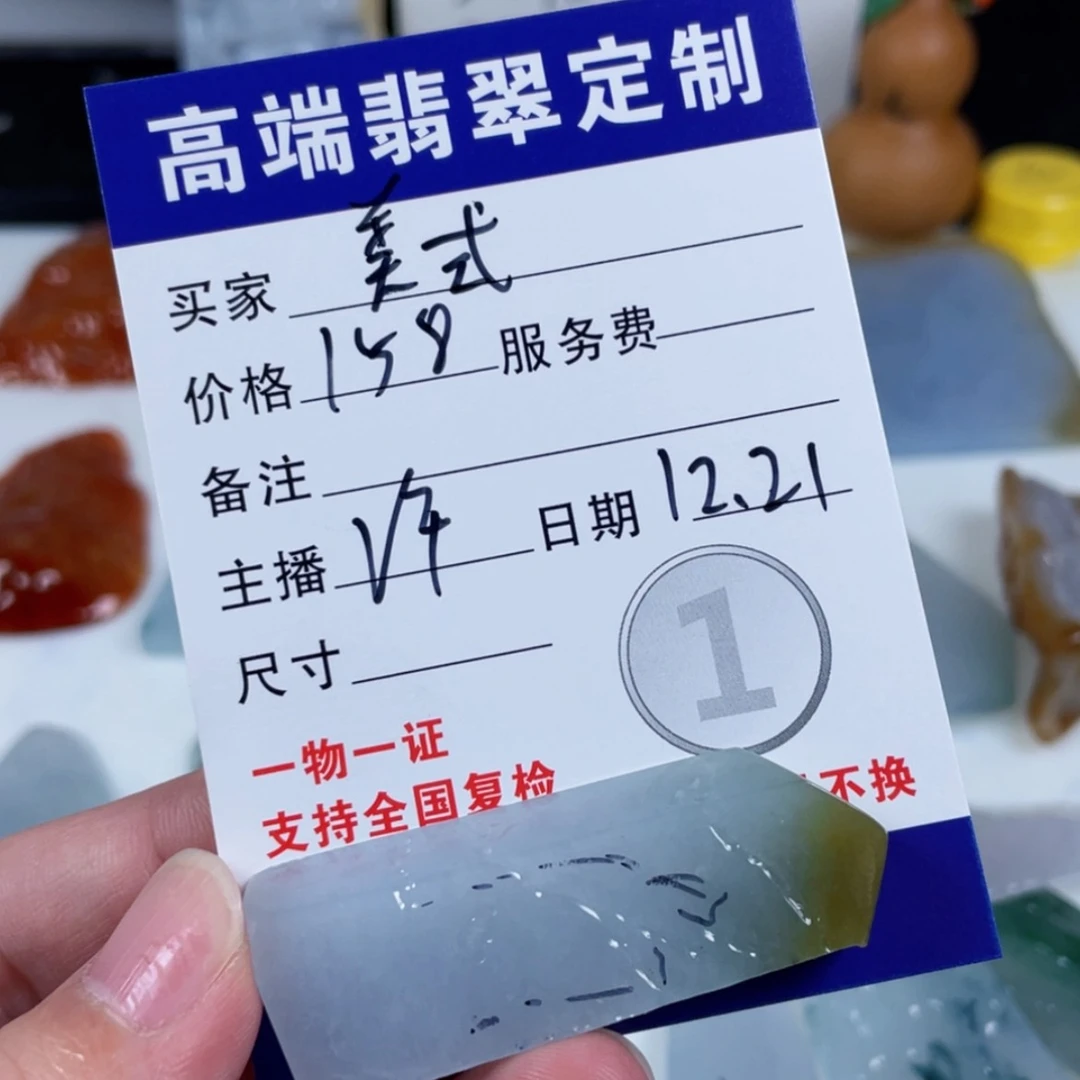 高端翡翠定制
买家 美式
价格 158 服务费
备注
主播 日期 12.21
尺寸
1
一物一证
支持全国复检 不换